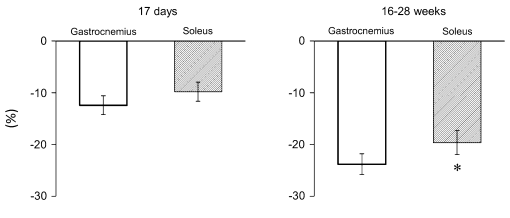 17 days
16-28 weeks
Gastrocnemius Soleus
Gastrocnemius Soleus
0
-10
-20
-30
(%)
0
-10
-20
-30
*